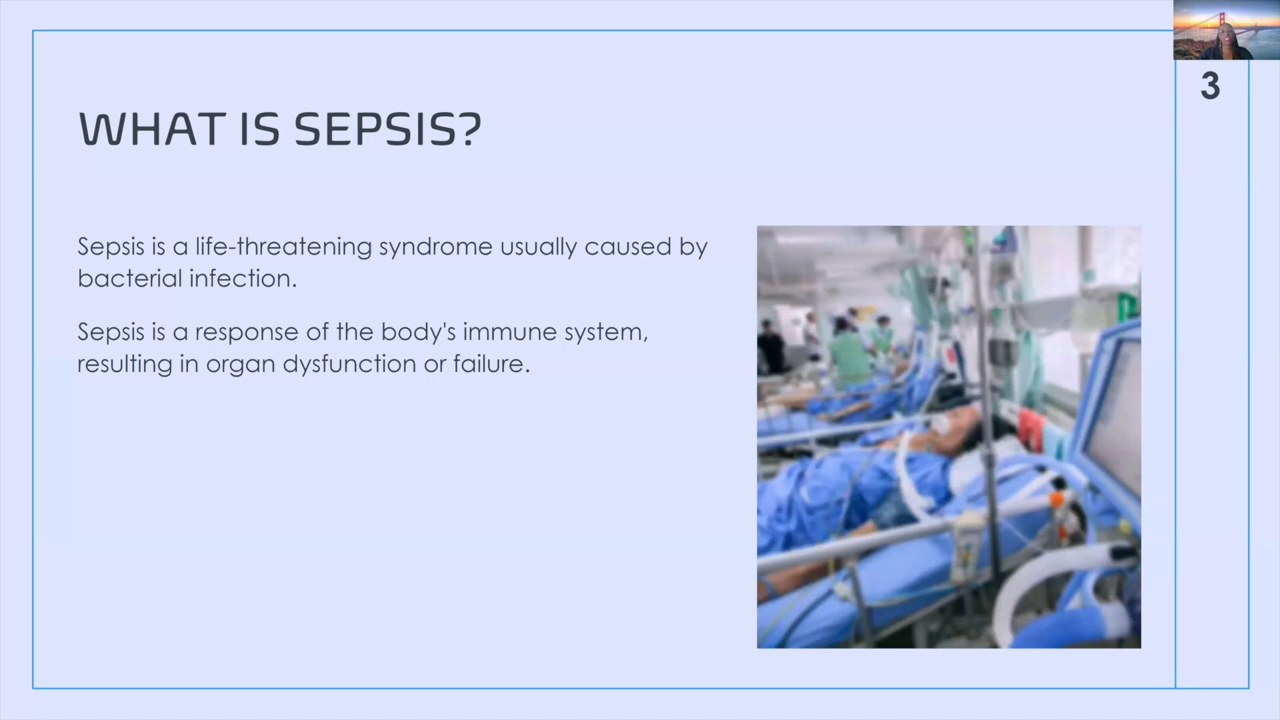 3
WHAT IS SEPSIS?
Sepsis is a life-threatening syndrome usually caused by
bacterial infection.
Sepsis is a response of the body's immune system,
resulting in organ dysfunction or failure.